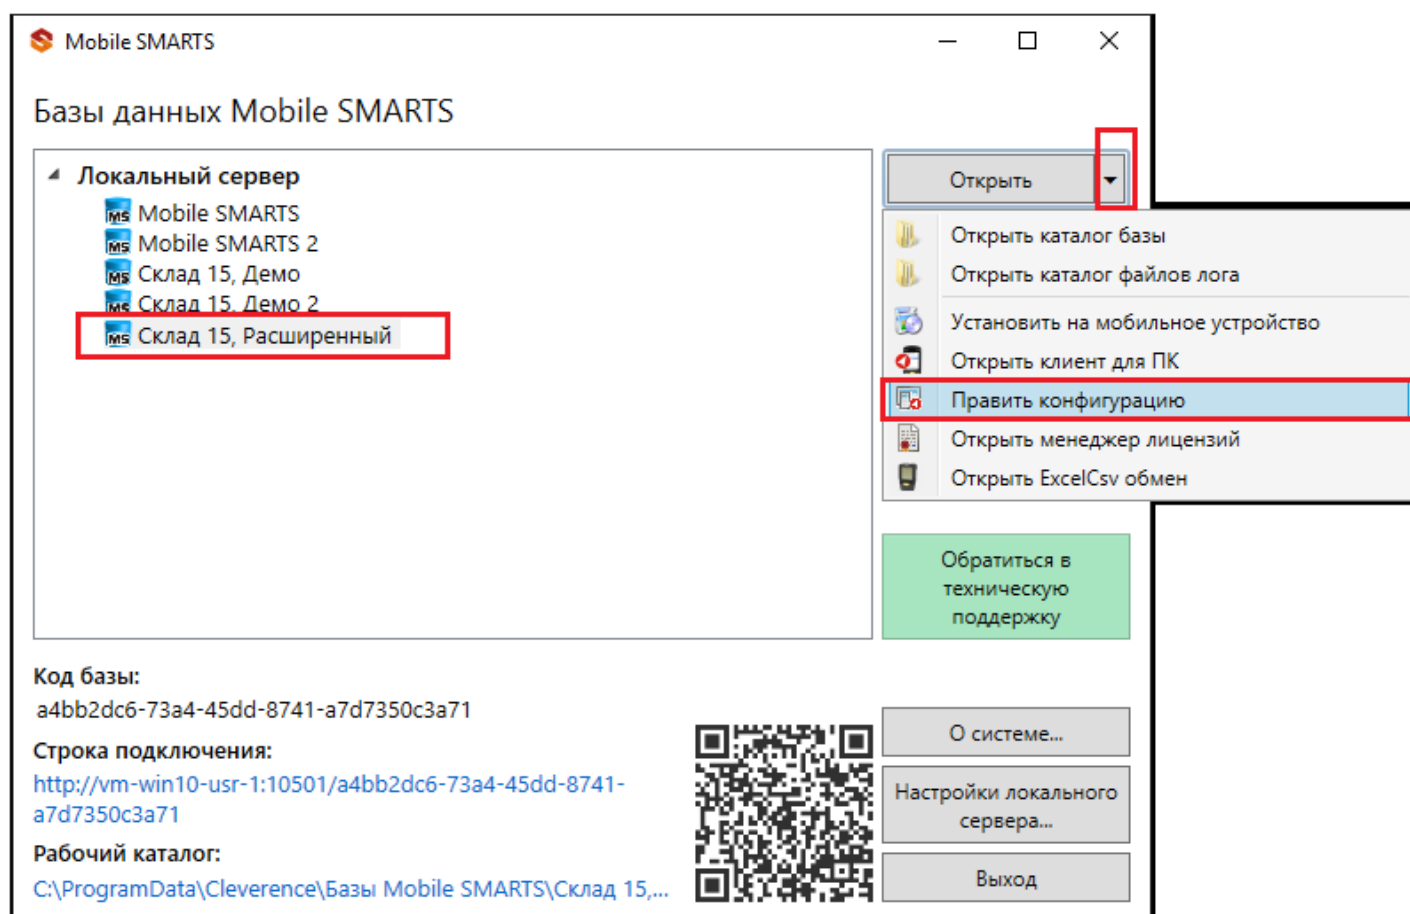 Mobile SMARTS
Базы данных Mobile SMARTS
Локальный сервер
Mobile SMARTS
Mobile SMARTS 2
Склад 15, Демо
Склад 15, Демо 2
Склад 15, Расширенный
Открыть
Открыть каталог базы
Открыть каталог файлов лога
Установить на мобильное устройство
Открыть клиент для ПК
Править конфигурацию
Открыть менеджер лицензий
Открыть ExcelCsv обмен
Обратиться в
техническую
поддержку
Код базы:
a4bb2dc6-73a4-45dd-8741-a7d7350c3a71
Строка подключения:
http://vm-win10-usr-1:10501/a4bb2dc6-73a4-45dd-8741-
a7d7350c3a71
Рабочий каталог:
C:\ProgramData\Cleverence\Базы Mobile SMARTS\Склад 15,...
О системе...
Настройки локального
сервера...
Выход